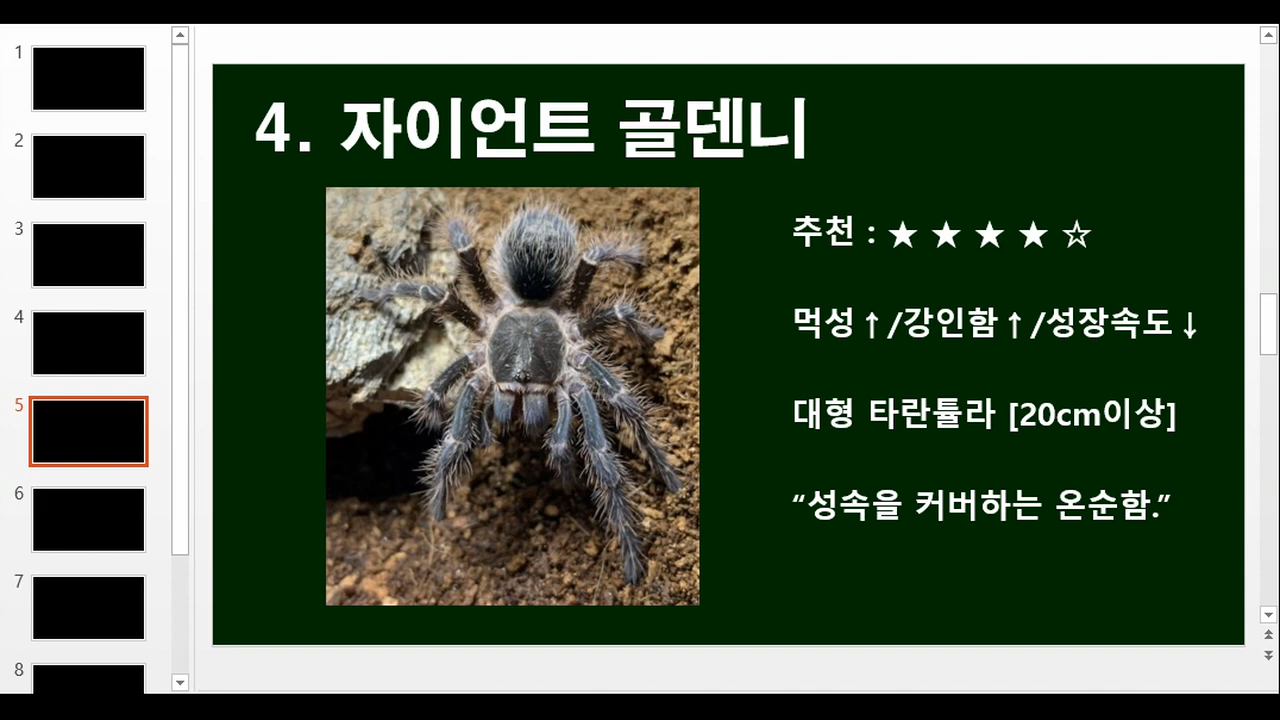 1
2
3
4
5
6
7
8
4. 자이언트 골덴니
추천 : ★ ★ ★ ★ ☆
먹성↑/강인함↑/성장속도↓
대형 타란튤라 [20cm이상]
“성속을 커버하는 온순함.”